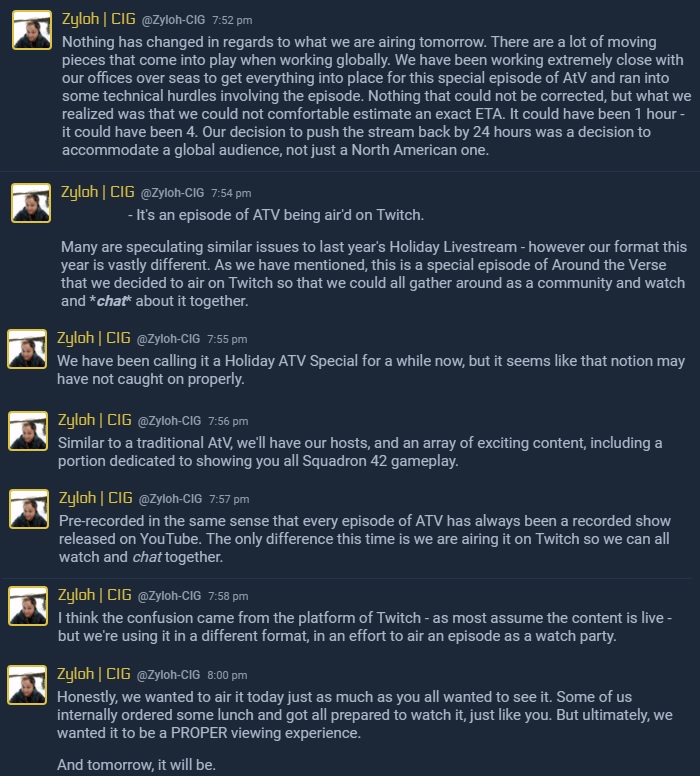 Zyloh | CIG @Zyloh-CIG 7:52 pm
Nothing has changed in regards to what we are airing tomorrow. There are a lot of moving
pieces that come into play when working globally. We have been working extremely close with
our offices over seas to get everything into place for this special episode of AtV and ran into
some technical hurdles involving the episode. Nothing that could not be corrected, but what we
realized was that we could not comfortable estimate an exact ETA. It could have been 1 hour -
it could have been 4. Our decision to push the stream back by 24 hours was a decision to
accommodate a global audience, not just a North American one.
Zyloh | CIG @Zyloh-CIG 7:54 pm
- It's an episode of ATV being air'd on Twitch.
Many are speculating similar issues to last year's Holiday Livestream - however our format this
year is vastly different. As we have mentioned, this is a special episode of Around the Verse
that we decided to air on Twitch so that we could all gather around as a community and watch
and *chat* about it together.
Zyloh | CIG @Zyloh-CIG 7:55 pm
We have been calling it a Holiday ATV Special for a while now, but it seems like that notion may
have not caught on properly.
Zyloh | CIG @Zyloh-CIG 7:56 pm
Similar to a traditional AtV, we'll have our hosts, and an array of exciting content, including a
portion dedicated to showing you all Squadron 42 gameplay.
Zyloh | CIG @Zyloh-CIG 7:57 pm
Pre-recorded in the same sense that every episode of ATV has always been a recorded show
released on YouTube. The only difference this time is we are airing it on Twitch so we can all
watch and chat together.
Zyloh | CIG @Zyloh-CIG 7:58 pm
I think the confusion came from the platform of Twitch - as most assume the content is live -
but we're using it in a different format, in an effort to air an episode as a watch party.
Zyloh | CIG @Zyloh-CIG 8:00 pm
Honestly, we wanted to air it today just as much as you all wanted to see it. Some of us
internally ordered some lunch and got all prepared to watch it, just like you. But ultimately, we
wanted it to be a PROPER viewing experience.
And tomorrow, it will be.